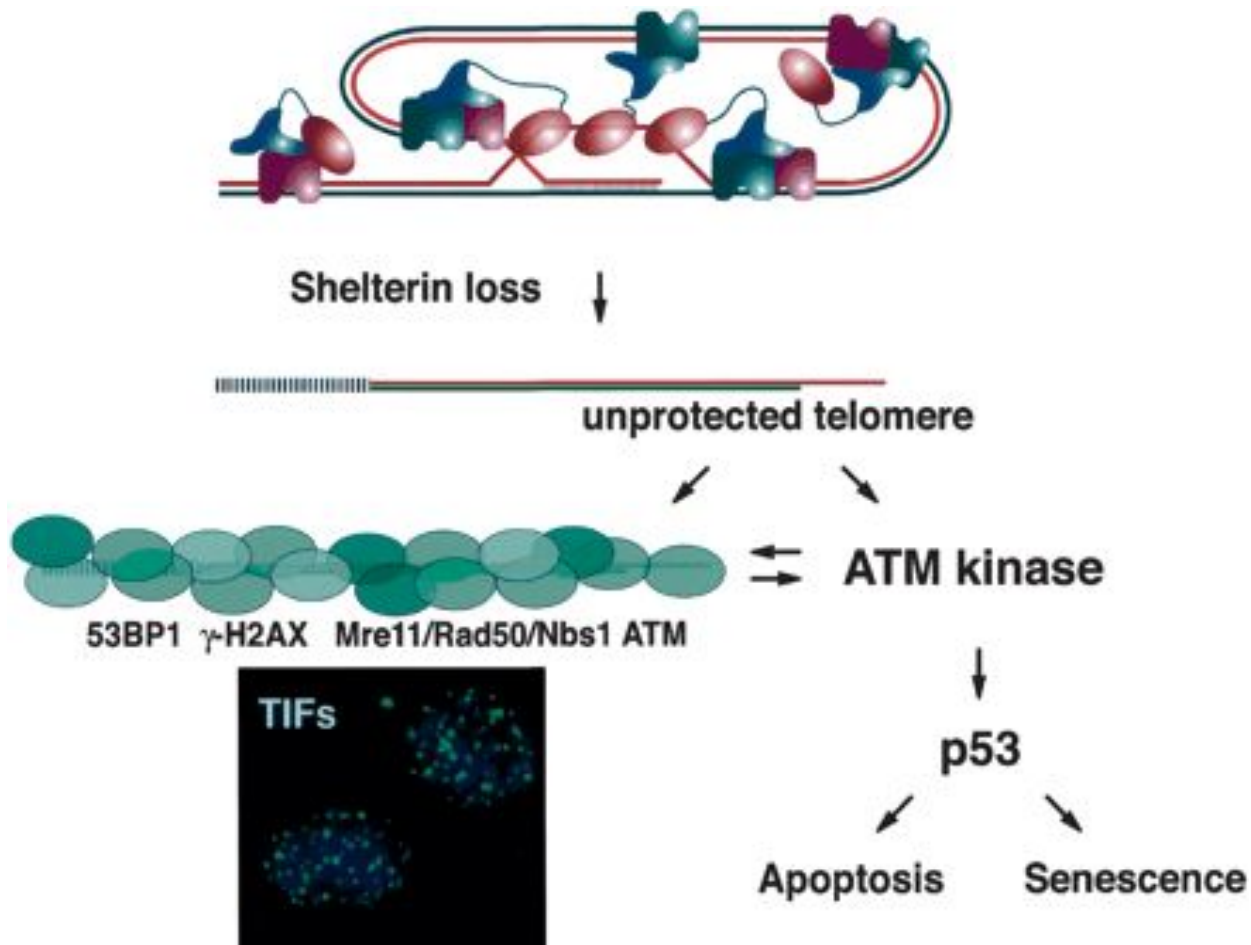 Shelterin loss
unprotected telomere
ATM kinase
53BP1 γ-H2AX Mre11/Rad50/Nbs1 ATM
TIFs
p53
Apoptosis Senescence